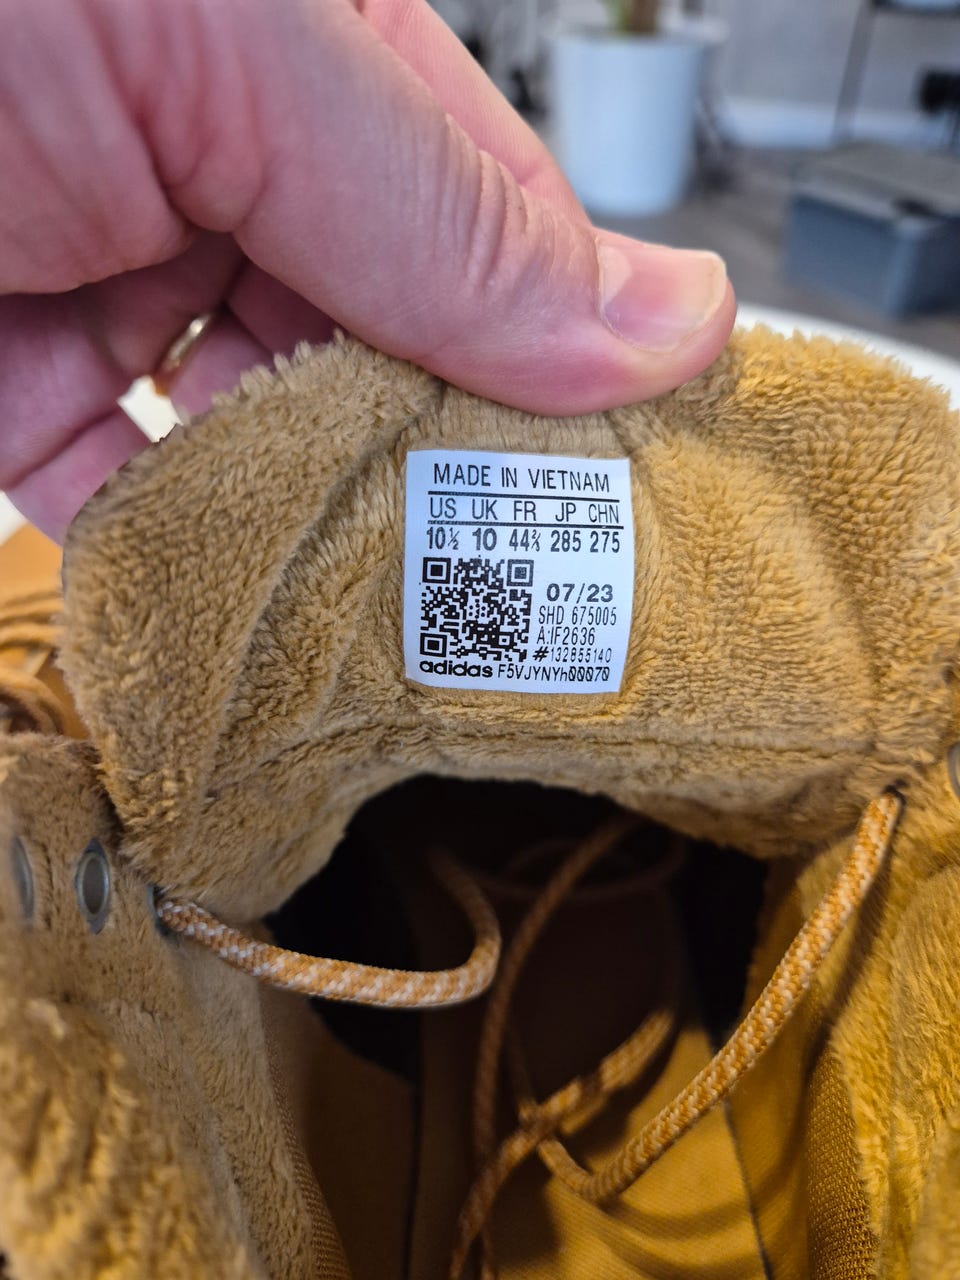 MADE IN VIETNAM
US UK FR JP CHN
10½ 10 44⅔ 285 275
07/23
SHD 675005
A:IF2636
#132855140
adidas F5VJYNYh00070